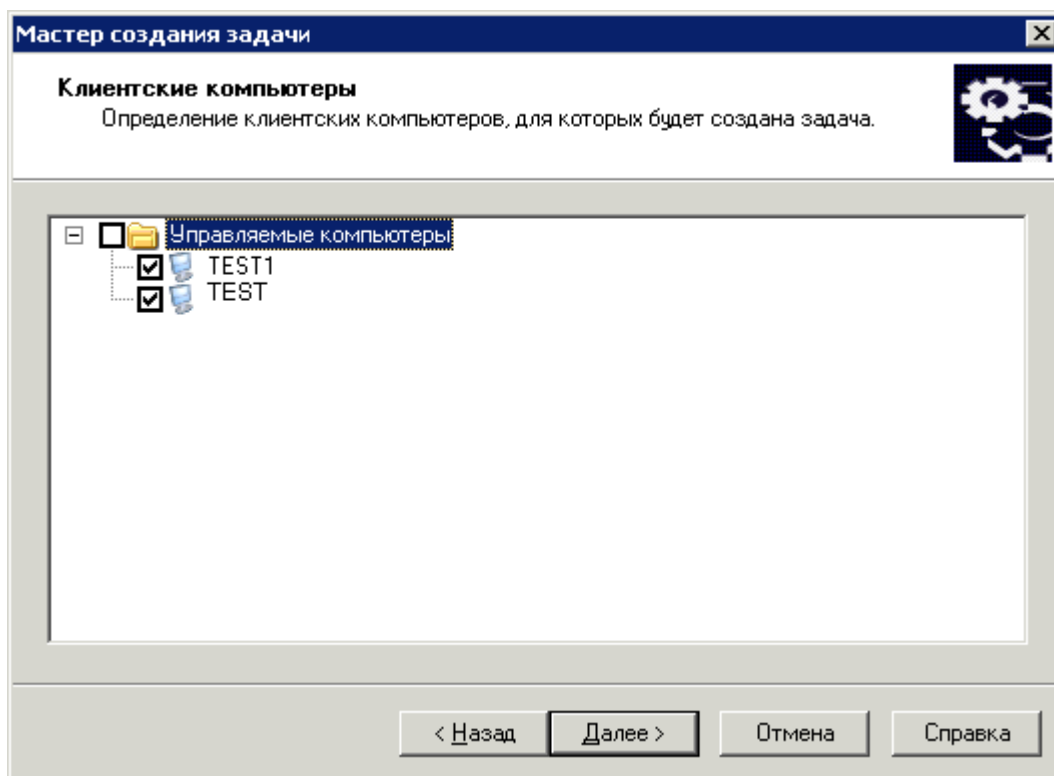 Мастер создания задачи
Клиентские компьютеры
Определение клиентских компьютеров, для которых будет создана задача.
Управляемые компьютеры
TEST1
TEST
< Назад
Далее >
Отмена
Справка